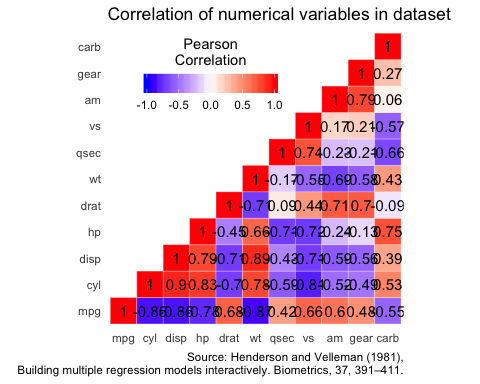 Correlation of numerical variables in dataset
Pearson
Correlation
-1.0 -0.5 0.0 0.5 1.0
carb 1
gear 1 0.27
am 1 0.79 0.06
vs 1 0.17 0.21 -0.57
qsec 1 0.74 -0.23 -0.21 -0.66
wt 1 -0.17 -0.55 -0.69 -0.58 0.43
drat 1 -0.71 0.09 0.44 0.71 0.7 -0.09
hp 1 -0.45 0.66 -0.71 -0.72 -0.24 -0.13 0.75
disp 1 0.79 -0.71 0.89 -0.43 -0.71 -0.59 -0.56 0.39
cyl 1 0.9 0.83 -0.7 0.78 -0.59 -0.81 -0.52 -0.49 0.53
mpg 1 -0.85 -0.85 -0.78 0.68 -0.87 0.42 0.66 0.6 0.48 -0.55
mpg cyl disp hp drat wt qsec vs am gear carb
Source: Henderson and Velleman (1981),
Building multiple regression models interactively. Biometrics, 37, 391–411.